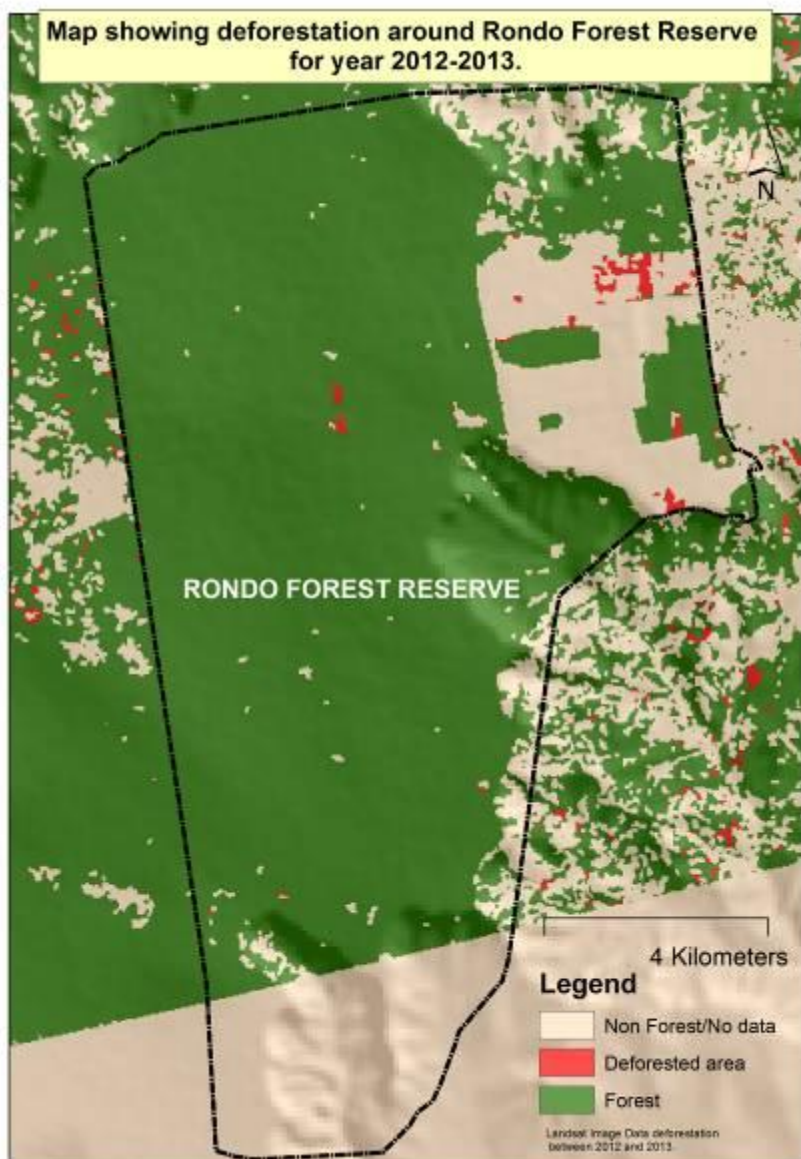 Map showing deforestation around Rondo Forest Reserve
for year 2012-2013.
N
RONDO FOREST RESERVE
4 Kilometers
Legend
Non Forest/No data
Deforested area
Forest
Landsat Image Data deforestation
between 2012 and 2013.